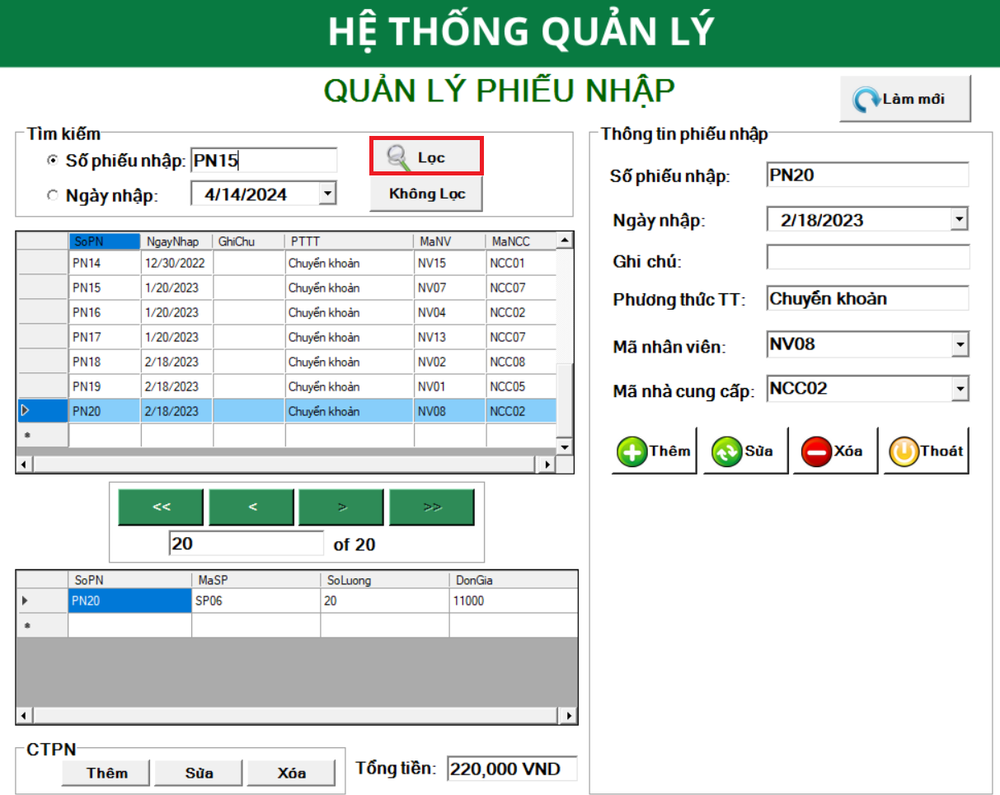 HỆ THỐNG QUẢN LÝ
QUẢN LÝ PHIẾU NHẬP
Làm mới
Tìm kiếm
Số phiếu nhập: PN15
Lọc
Ngày nhập: 4/14/2024
Không Lọc
SoPN NgayNhap GhiChu PTTT MaNV MaNCC
PN14 12/30/2022 Chuyển khoản NV15 NCC01
PN15 1/20/2023 Chuyển khoản NV07 NCC07
PN16 1/20/2023 Chuyển khoản NV04 NCC02
PN17 1/20/2023 Chuyển khoản NV13 NCC07
PN18 2/18/2023 Chuyển khoản NV02 NCC08
PN19 2/18/2023 Chuyển khoản NV01 NCC05
PN20 2/18/2023 Chuyển khoản NV08 NCC02
*
<< < > >>
20 of 20
SoPN MaSP SoLuong DonGia
PN20 SP06 20 11000
*
CTPN
Thêm Sửa Xóa
Tổng tiền: 220,000 VND
Thông tin phiếu nhập
Số phiếu nhập: PN20
Ngày nhập: 2/18/2023
Ghi chú:
Phương thức TT: Chuyển khoản
Mã nhân viên: NV08
Mã nhà cung cấp: NCC02
Thêm Sửa Xóa Thoát